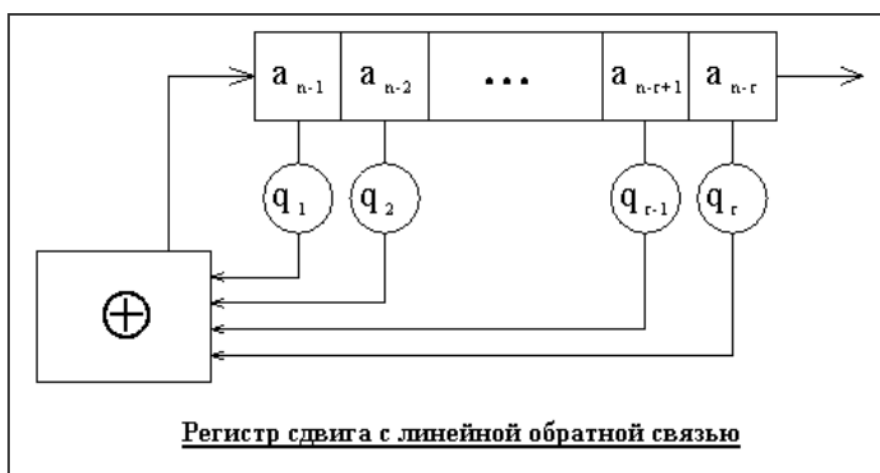 a n-1 a n-2 ... a n-r+1 a n-r
q 1 q 2 q r-1 q r
⊕
Регистр сдвига с линейной обратной связью